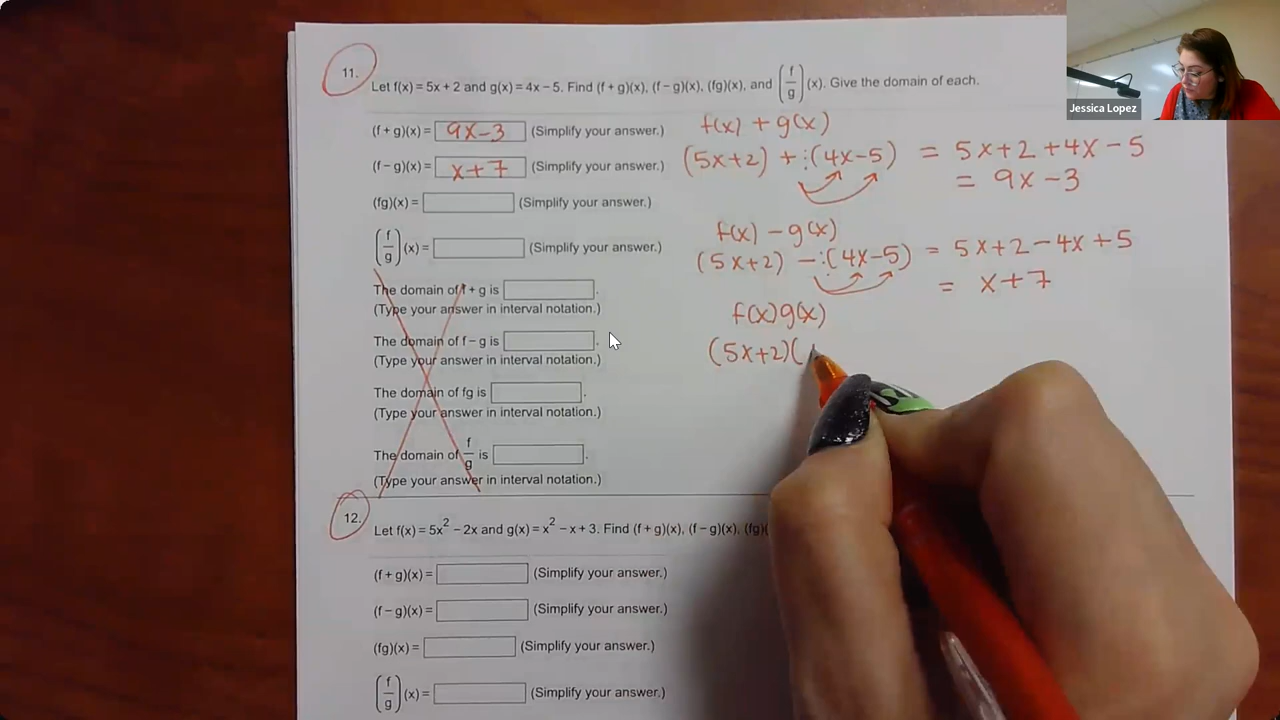 11.
Let f(x) = 5x + 2 and g(x) = 4x − 5. Find (f + g)(x), (f − g)(x), (fg)(x), and (f/g)(x). Give the domain of each.
(f + g)(x) = 9x−3 (Simplify your answer.)
(f − g)(x) = x+7 (Simplify your answer.)
(fg)(x) = (Simplify your answer.)
(f/g)(x) = (Simplify your answer.)
The domain of f + g is .
(Type your answer in interval notation.)
The domain of f − g is .
(Type your answer in interval notation.)
The domain of fg is .
(Type your answer in interval notation.)
The domain of f/g is .
(Type your answer in interval notation.)
f(x) + g(x)
(5x+2) + (4x−5) = 5x+2+4x−5
= 9x−3
f(x) − g(x)
(5x+2) − (4x−5) = 5x+2−4x+5
= x+7
f(x)g(x)
(5x+2)(
12.
Let f(x) = 5x² − 2x and g(x) = x² − x + 3. Find (f + g)(x), (f − g)(x), (fg)(
(f + g)(x) = (Simplify your answer.)
(f − g)(x) = (Simplify your answer.)
(fg)(x) = (Simplify your answer.)
(f/g)(x) = (Simplify your answer.)
Jessica Lopez